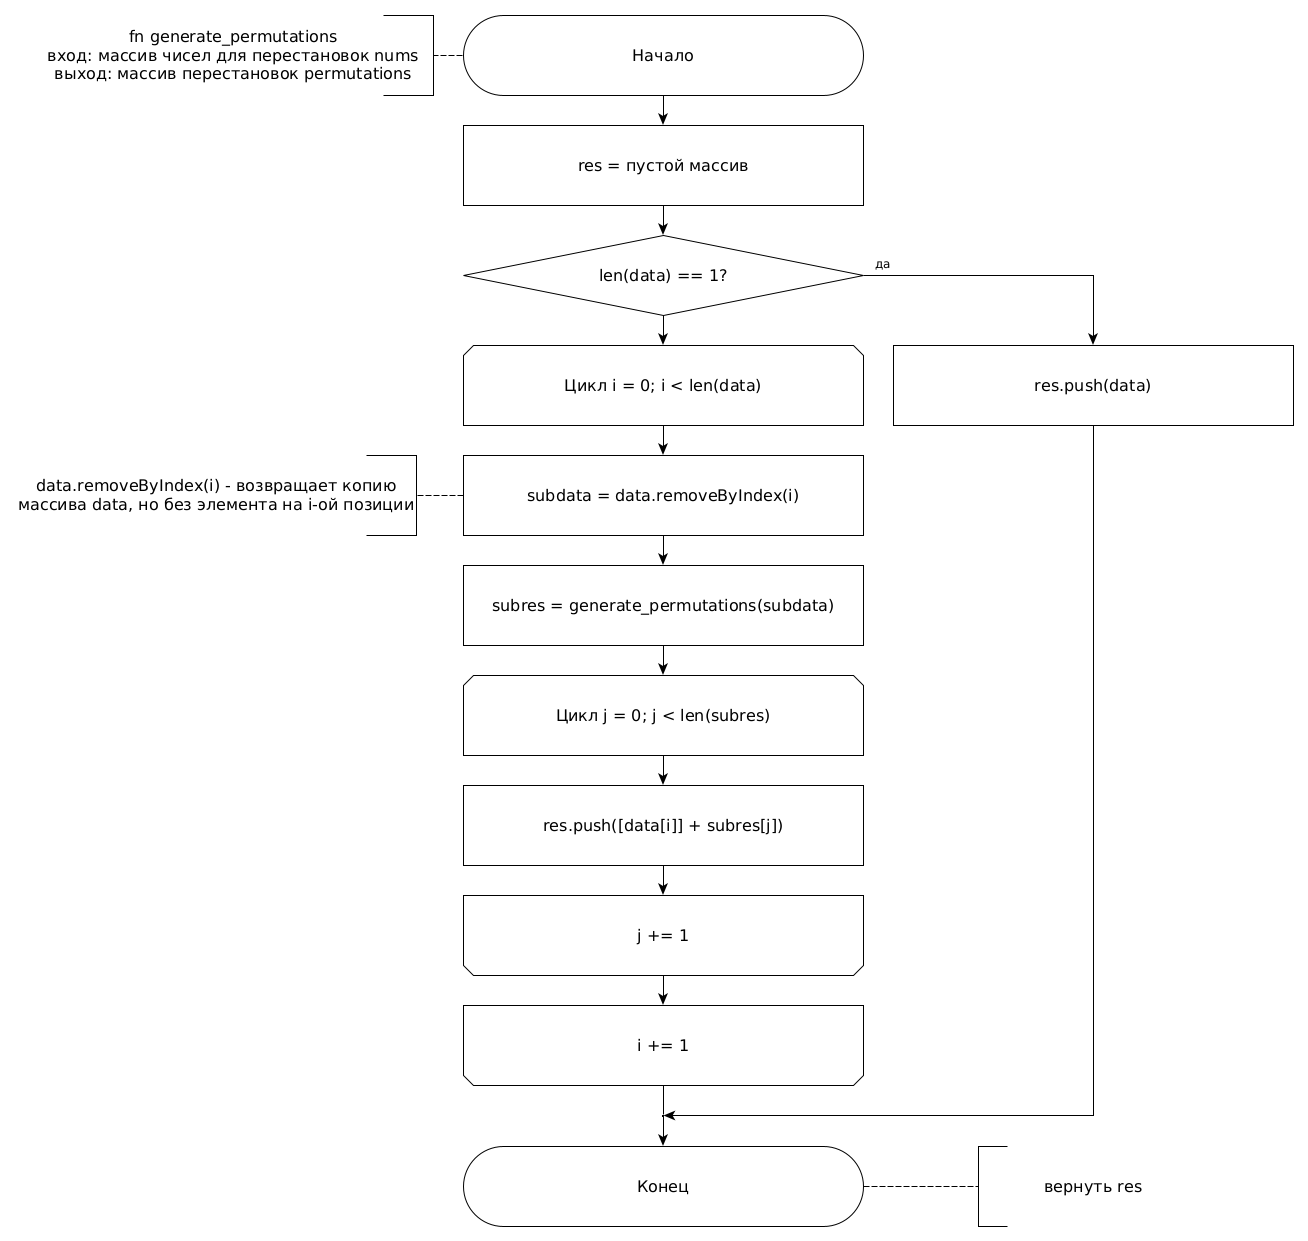 fn generate_permutations
вход: массив чисел для перестановок nums
выход: массив перестановок permutations
Начало
res = пустой массив
len(data) == 1?
да
Цикл i = 0; i < len(data)
res.push(data)
data.removeByIndex(i) - возвращает копию
массива data, но без элемента на i-ой позиции
subdata = data.removeByIndex(i)
subres = generate_permutations(subdata)
Цикл j = 0; j < len(subres)
res.push([data[i]] + subres[j])
j += 1
i += 1
Конец
вернуть res